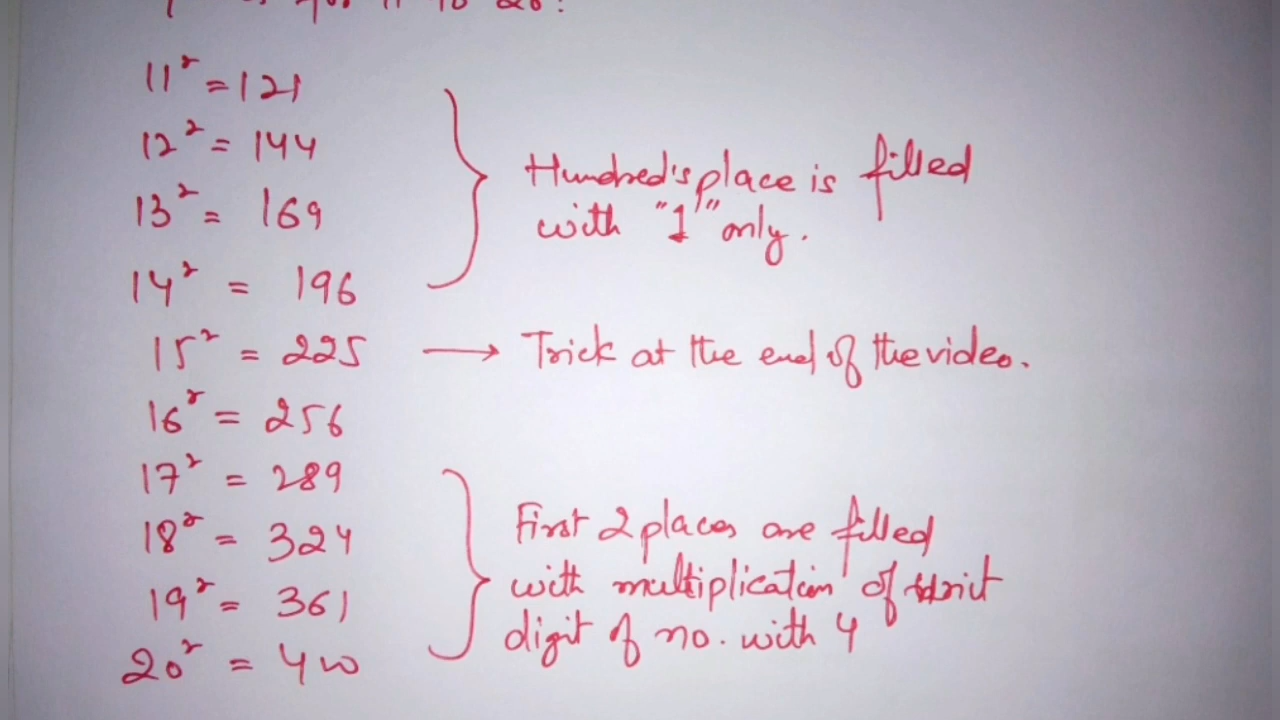 11² = 121
12² = 144
13² = 169
14² = 196
Hundred's place is filled
with "1" only.
15² = 225 → Trick at the end of the video.
16² = 256
17² = 289
18² = 324
19² = 361
20² = 400
First 2 places are filled
with multiplication of
digit of no. with 4